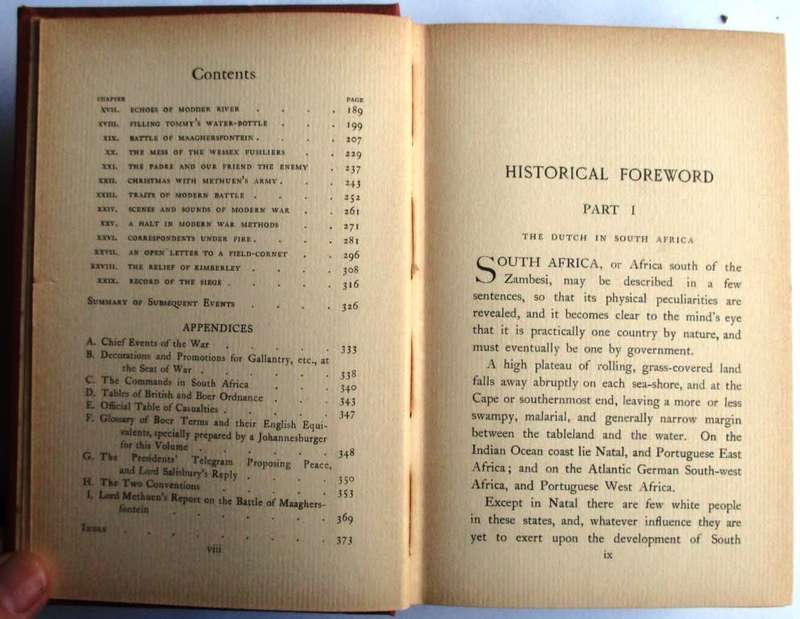 Contents
CHAPTER PAGE
XVII. ECHOES OF MODDER RIVER . . . . 189
XVIII. FILLING TOMMY'S WATER-BOTTLE . . . 199
XIX. BATTLE OF MAAGHERSFONTEIN . . . . 207
XX. THE MESS OF THE WESSEX FUSILIERS . . 229
XXI. THE PADRE AND OUR FRIEND THE ENEMY . 237
XXII. CHRISTMAS WITH METHUEN'S ARMY . . . 243
XXIII. TRAITS OF MODERN BATTLE . . . . 252
XXIV. SCENES AND SOUNDS OF MODERN WAR . . 261
XXV. A HALT IN MODERN WAR METHODS . . 271
XXVI. CORRESPONDENTS UNDER FIRE . . . . 281
XXVII. AN OPEN LETTER TO A FIELD-CORNET . . 296
XXVIII. THE RELIEF OF KIMBERLEY . . . . 308
XXIX. RECORD OF THE SIEGE . . . . . 316
SUMMARY OF SUBSEQUENT EVENTS . . . . 326
APPENDICES
A. Chief Events of the War . . . . . 333
B. Decorations and Promotions for Gallantry, etc., at
the Seat of War . . . . . . 338
C. The Commands in South Africa . . . . 340
D. Tables of British and Boer Ordnance . . . 343
E. Official Table of Casualties . . . . . 347
F. Glossary of Boer Terms and their English Equi-
valents, specially prepared by a Johannesburger
for this Volume . . . . . . 348
G. The Presidents' Telegram Proposing Peace,
and Lord Salisbury's Reply . . . . 350
H. The Two Conventions . . . . . 353
I. Lord Methuen's Report on the Battle of Maaghers-
fontein . . . . . . . 369
INDEX . . . . . . . 373
viii
HISTORICAL FOREWORD
PART I
THE DUTCH IN SOUTH AFRICA
SOUTH AFRICA, or Africa south of the
Zambesi, may be described in a few
sentences, so that its physical peculiarities are
revealed, and it becomes clear to the mind's eye
that it is practically one country by nature, and
must eventually be one by government.
A high plateau of rolling, grass-covered land
falls away abruptly on each sea-shore, and at the
Cape or southernmost end, leaving a more or less
swampy, malarial, and generally narrow margin
between the tableland and the water. On the
Indian Ocean coast lie Natal, and Portuguese East
Africa; and on the Atlantic German South-west
Africa, and Portuguese West Africa.
Except in Natal there are few white people
in these states, and, whatever influence they are
yet to exert upon the development of South
ix